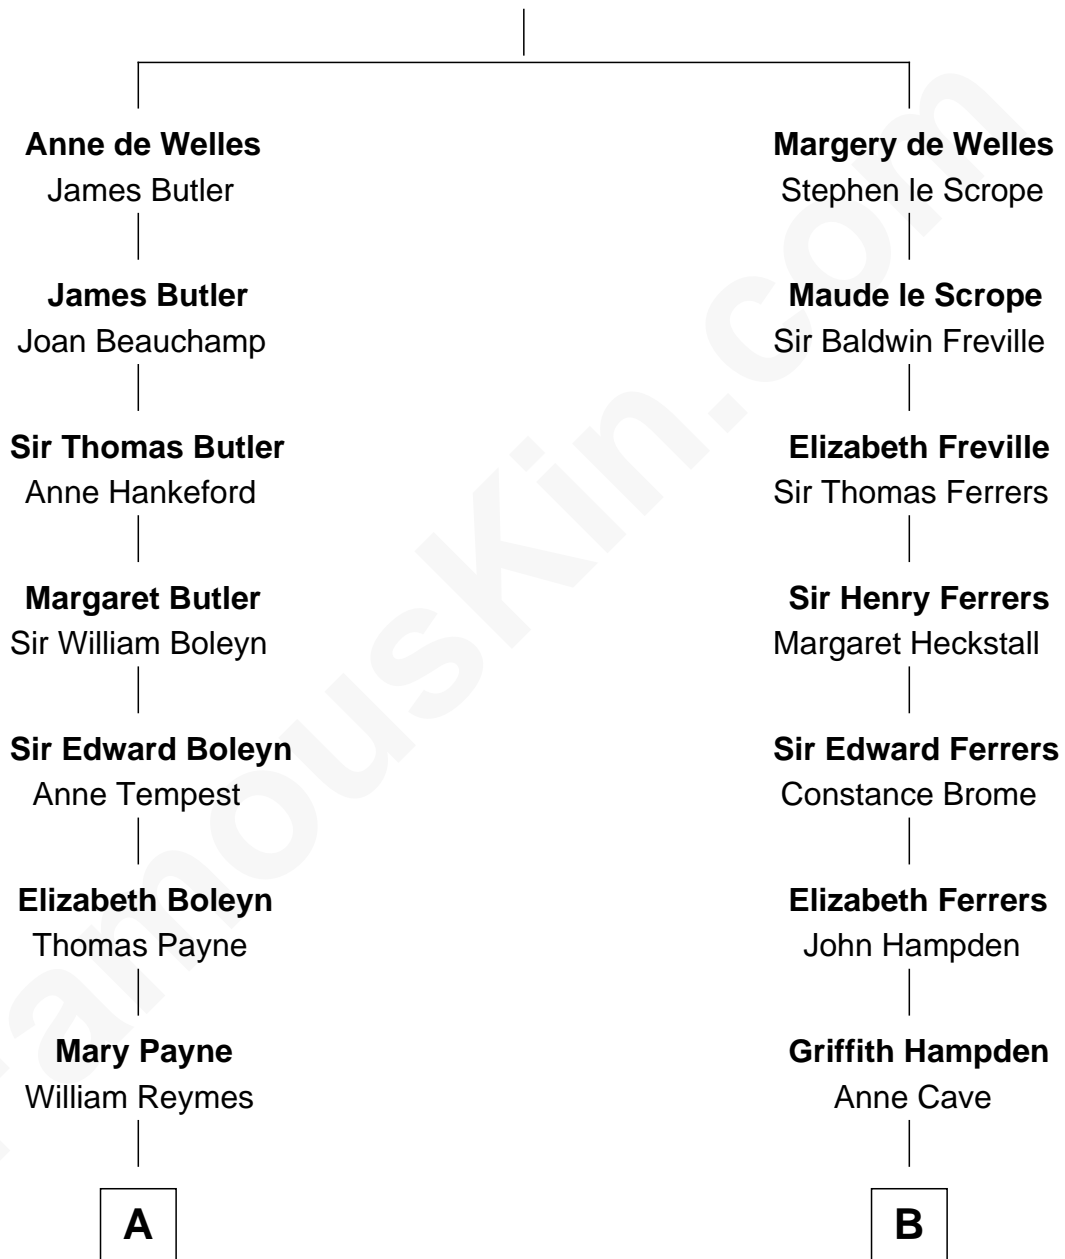 Anne de Welles
James Butler
James Butler
Joan Beauchamp
Sir Thomas Butler
Anne Hankeford
Margaret Butler
Sir William Boleyn
Sir Edward Boleyn
Anne Tempest
Elizabeth Boleyn
Thomas Payne
Mary Payne
William Reymes
A
Margery de Welles
Stephen le Scrope
Maude le Scrope
Sir Baldwin Freville
Elizabeth Freville
Sir Thomas Ferrers
Sir Henry Ferrers
Margaret Heckstall
Sir Edward Ferrers
Constance Brome
Elizabeth Ferrers
John Hampden
Griffith Hampden
Anne Cave
B
FamousKin.com